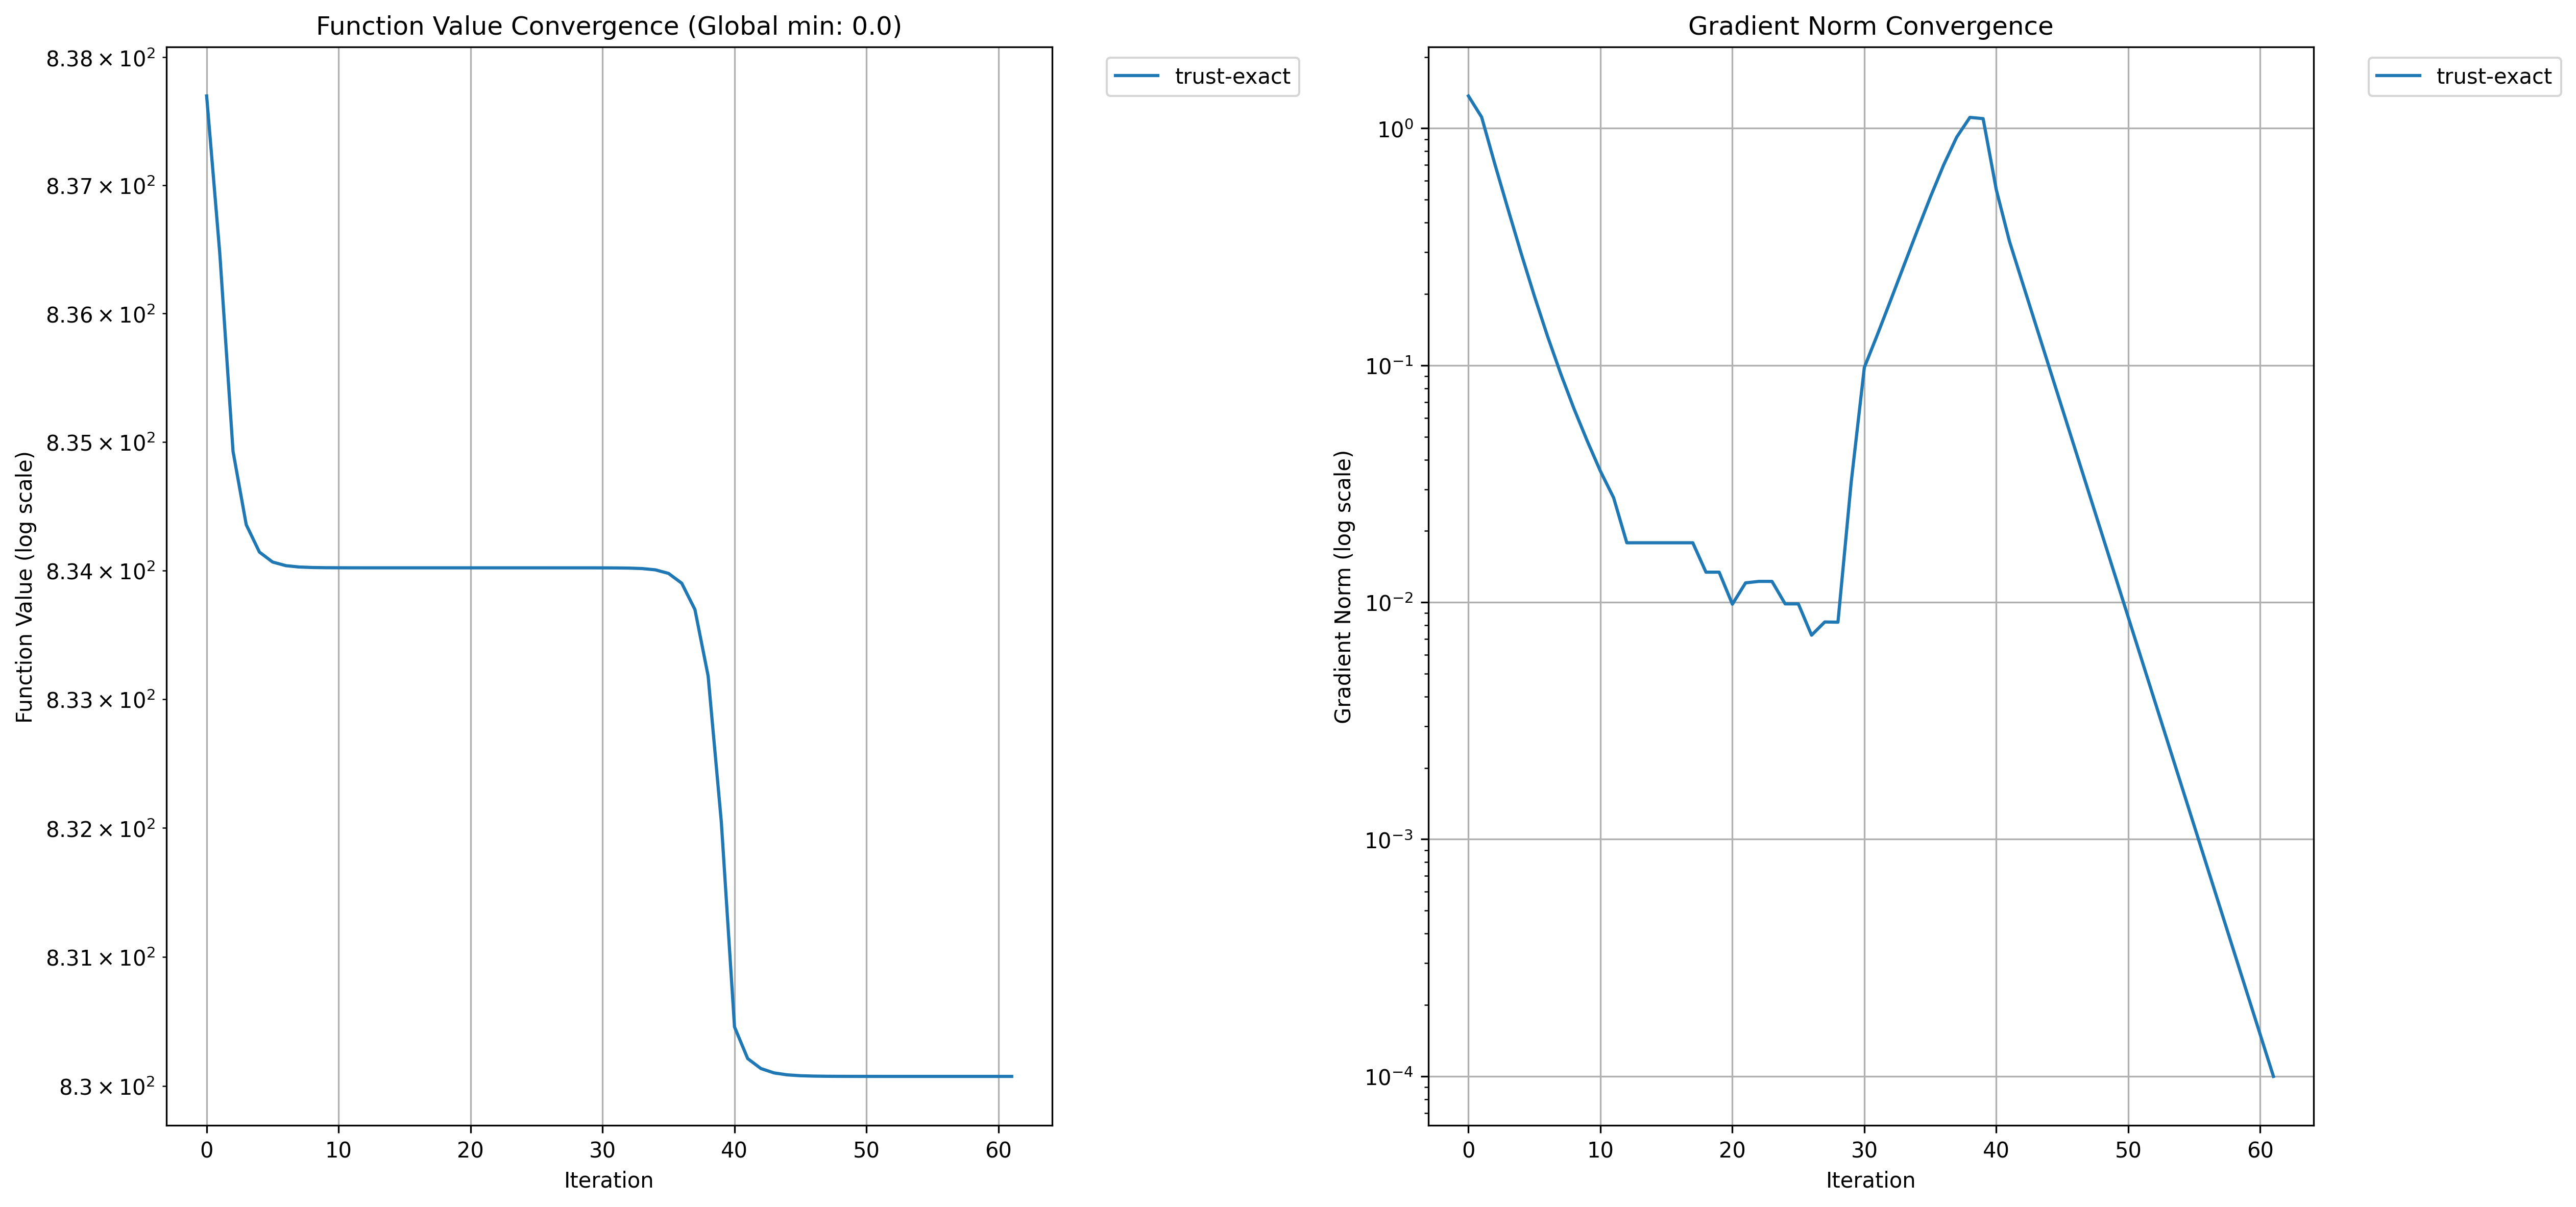 Function Value Convergence (Global min: 0.0)
8.38 × 10²
8.37 × 10²
8.36 × 10²
8.35 × 10²
8.34 × 10²
8.33 × 10²
8.32 × 10²
8.31 × 10²
8.3 × 10²
Function Value (log scale)
0 10 20 30 40 50 60
Iteration
trust-exact
Gradient Norm Convergence
10⁰
10⁻¹
10⁻²
10⁻³
10⁻⁴
Gradient Norm (log scale)
0 10 20 30 40 50 60
Iteration
trust-exact